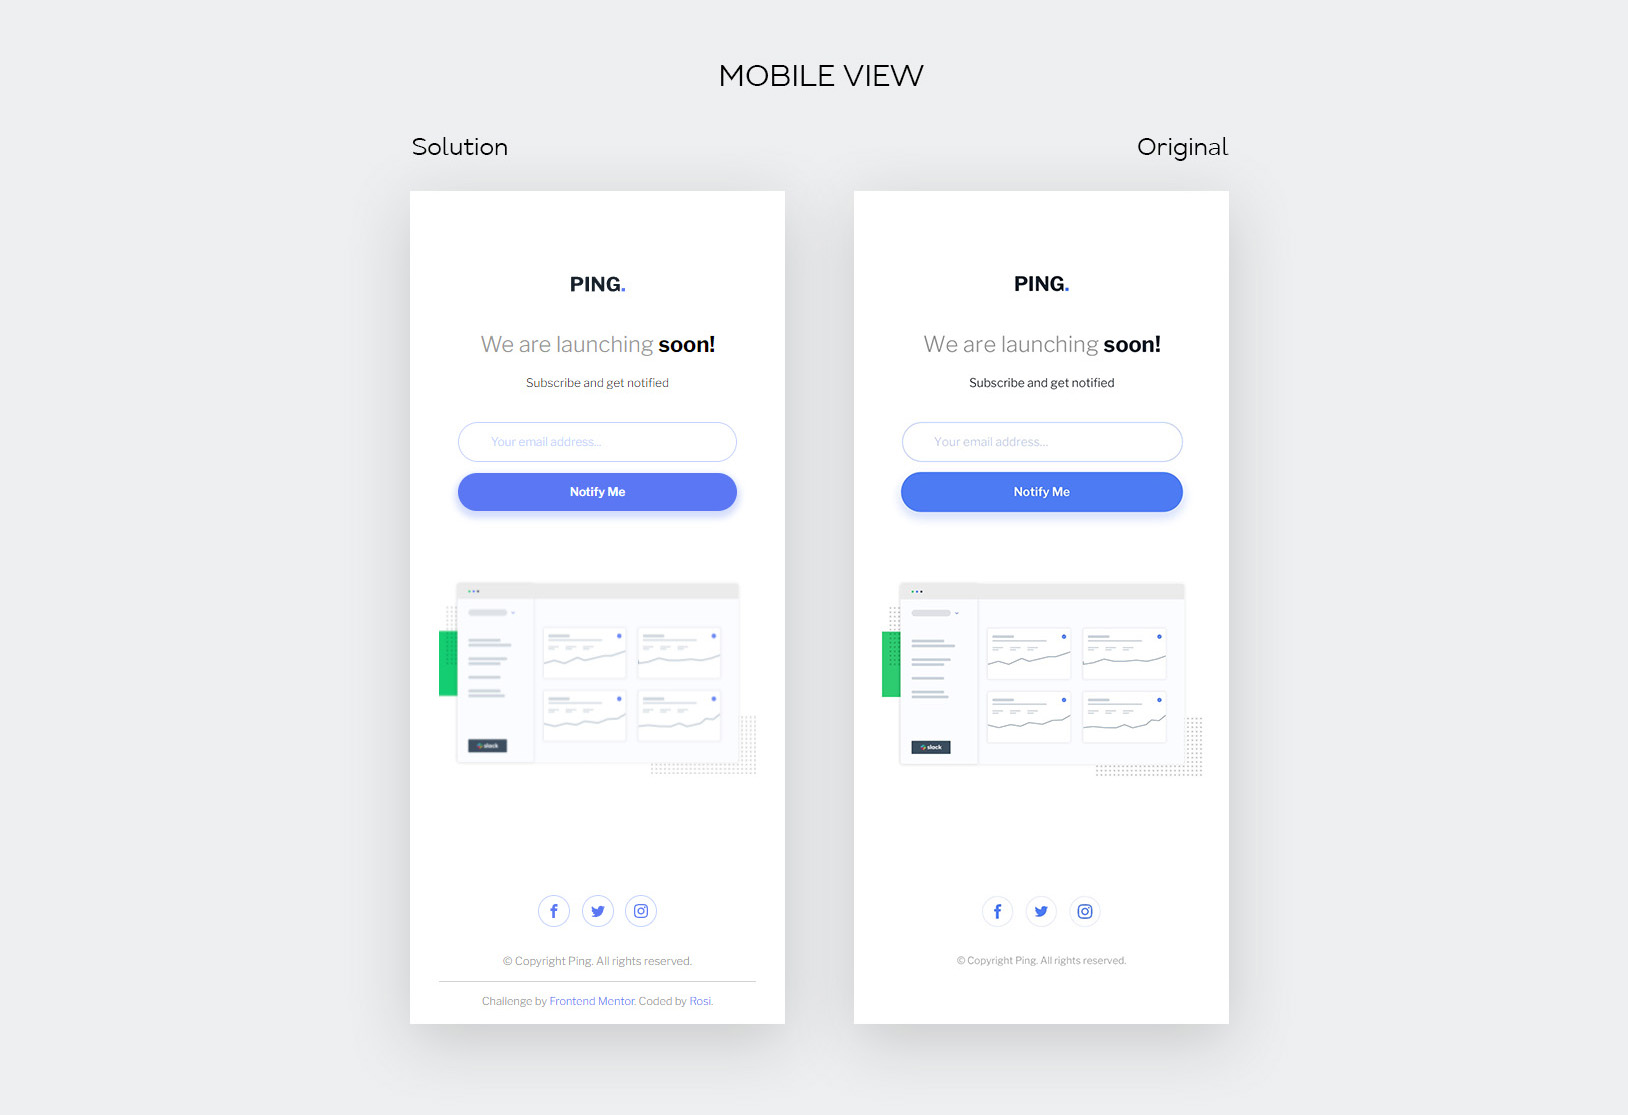 MOBILE VIEW
Solution
Original
PING.
We are launching soon!
Subscribe and get notified
Your email address...
Notify Me
slack
© Copyright Ping. All rights reserved.
Challenge by Frontend Mentor. Coded by Rosi.
PING.
We are launching soon!
Subscribe and get notified
Your email address...
Notify Me
slack
© Copyright Ping. All rights reserved.